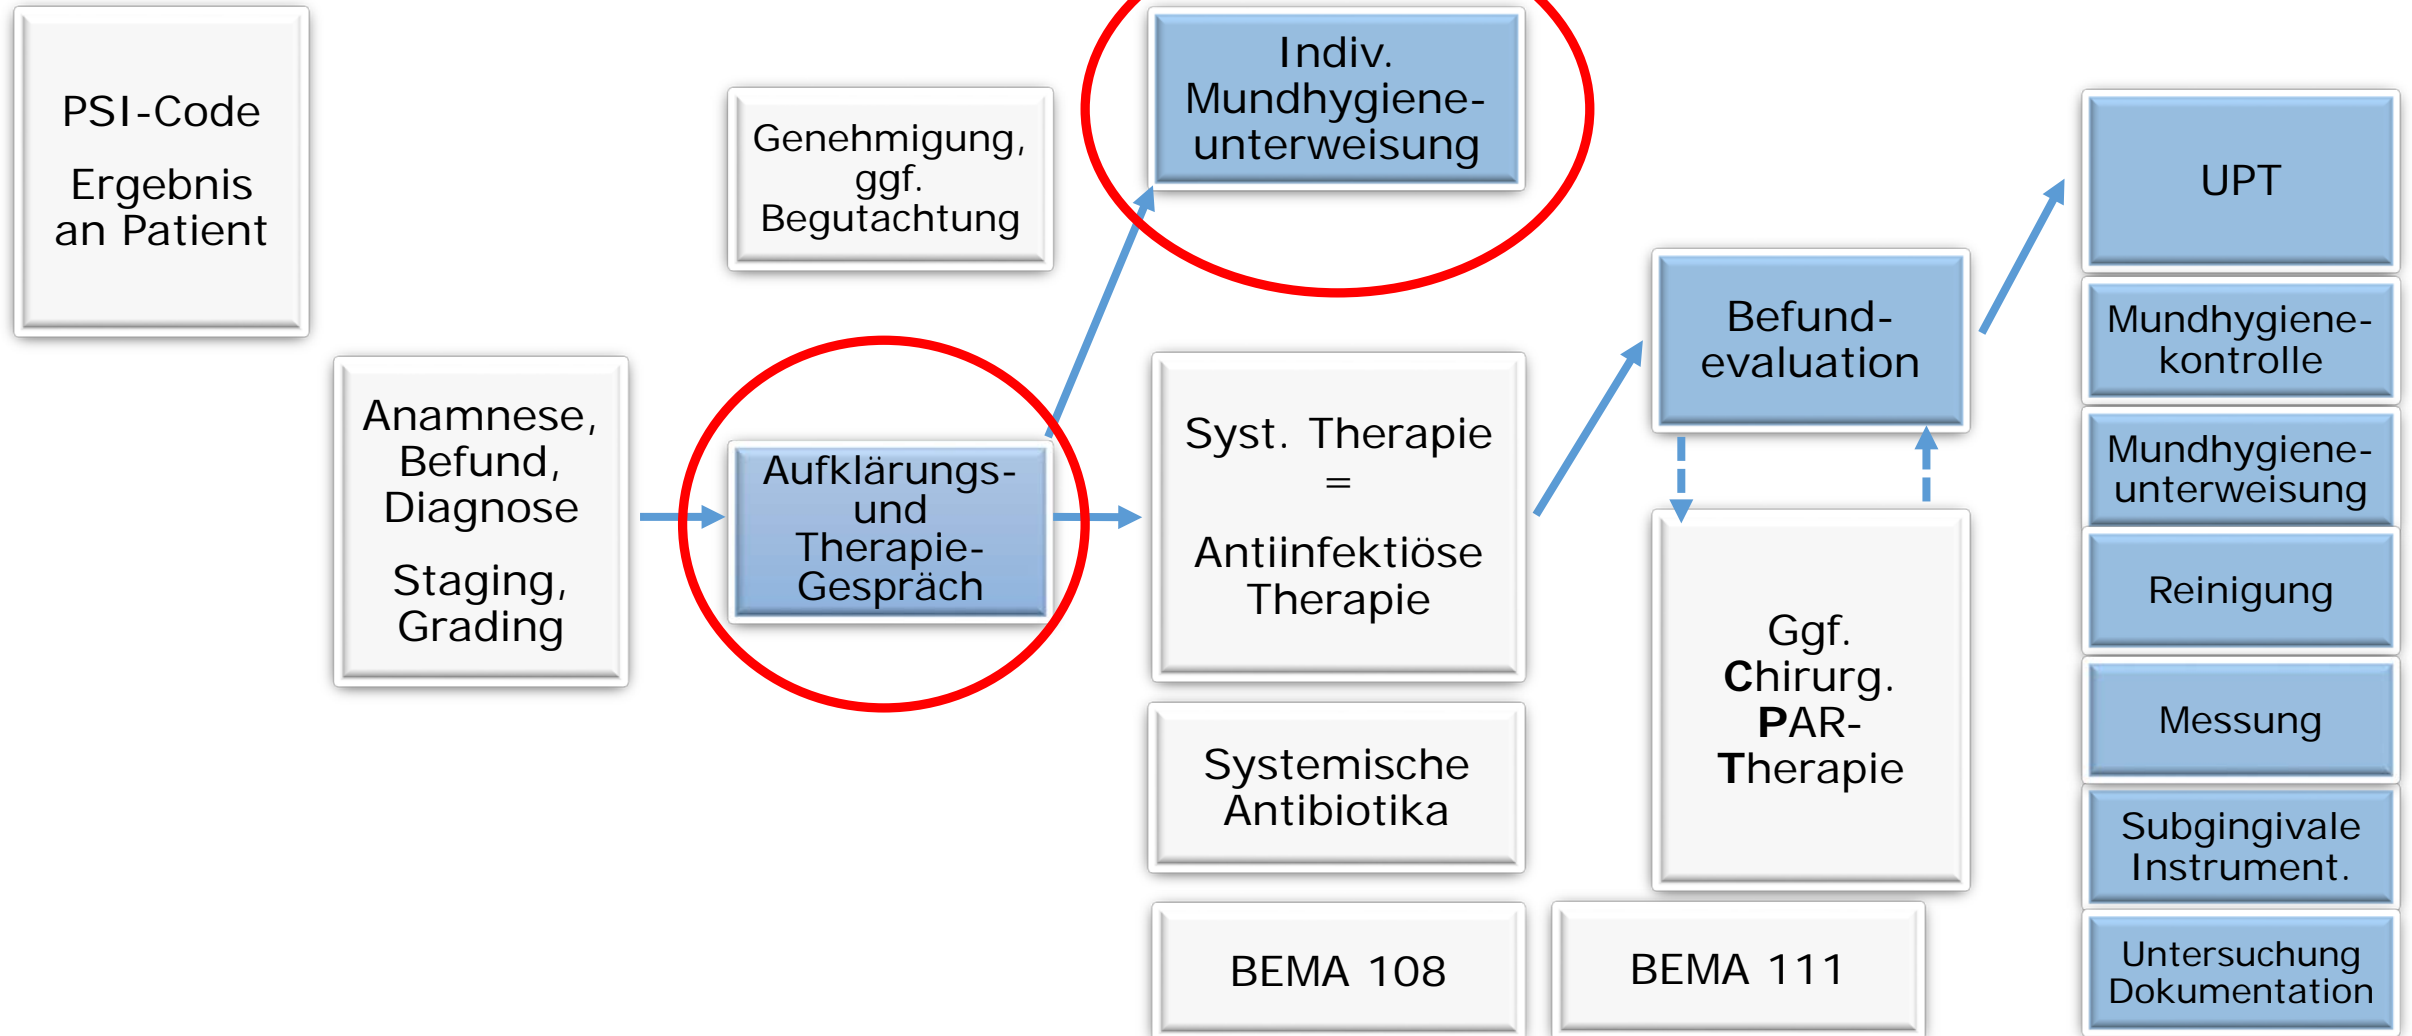 PSI-Code
Ergebnis
an Patient
Anamnese,
Befund,
Diagnose
Staging,
Grading
Genehmigung,
ggf.
Begutachtung
Aufklärungs-
und
Therapie-
Gespräch
Indiv.
Mundhygiene-
unterweisung
Syst. Therapie
=
Antiinfektiöse
Therapie
Systemische
Antibiotika
BEMA 108
Befund-
evaluation
Ggf.
Chirurg.
PAR-
Therapie
BEMA 111
UPT
Mundhygiene-
kontrolle
Mundhygiene-
unterweisung
Reinigung
Messung
Subgingivale
Instrument.
Untersuchung
Dokumentation